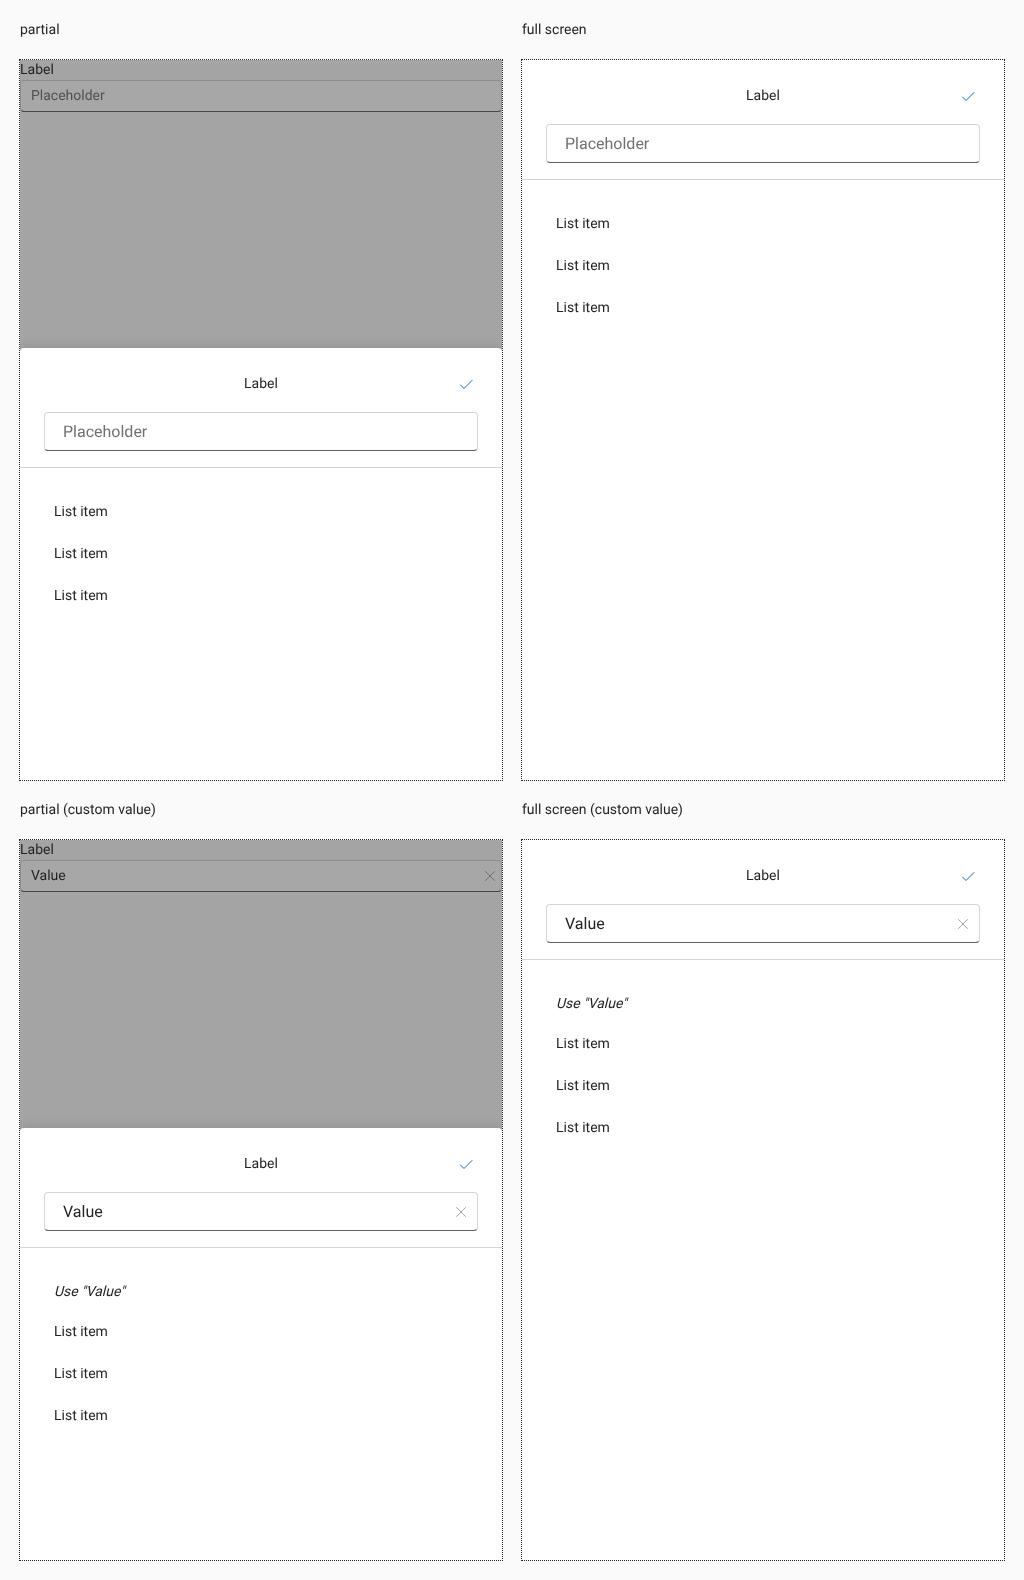 partial
Label
Placeholder
Label
Placeholder
List item
List item
List item
full screen
Label
Placeholder
List item
List item
List item
partial (custom value)
Label
Value
Label
Value
Use "Value"
List item
List item
List item
full screen (custom value)
Label
Value
Use "Value"
List item
List item
List item